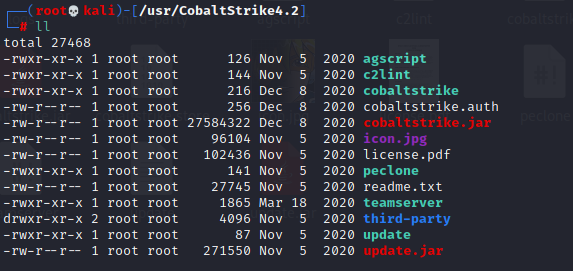 ┌──(root💀kali)-[/usr/CobaltStrike4.2]
└─# ll
total 27468
-rwxr-xr-x 1 root root      126 Nov  5  2020 agscript
-rwxr-xr-x 1 root root      144 Nov  5  2020 c2lint
-rwxr-xr-x 1 root root      216 Dec  8  2020 cobaltstrike
-rw-r--r-- 1 root root      256 Dec  8  2020 cobaltstrike.auth
-rw-r--r-- 1 root root 27584322 Dec  8  2020 cobaltstrike.jar
-rw-r--r-- 1 root root    96104 Nov  5  2020 icon.jpg
-rw-r--r-- 1 root root   102436 Nov  5  2020 license.pdf
-rwxr-xr-x 1 root root      141 Nov  5  2020 peclone
-rw-r--r-- 1 root root    27745 Nov  5  2020 readme.txt
-rwxr-xr-x 1 root root     1865 Mar 18  2020 teamserver
drwxr-xr-x 2 root root     4096 Nov  5  2020 third-party
-rwxr-xr-x 1 root root       87 Nov  5  2020 update
-rw-r--r-- 1 root root   271550 Nov  5  2020 update.jar